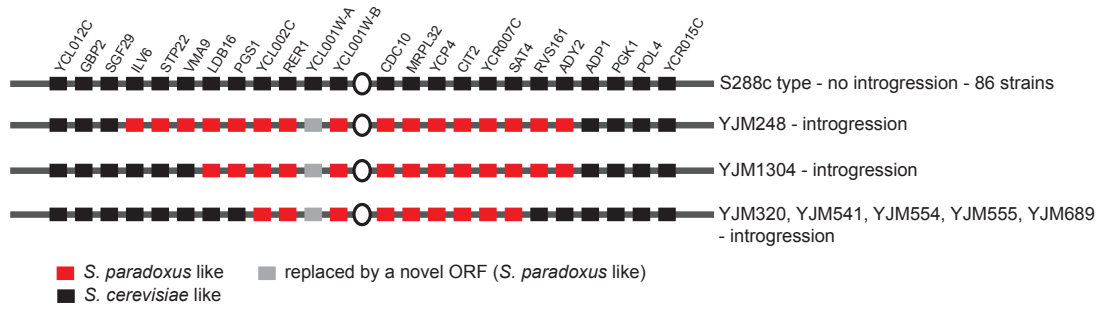 YCL012C
GBP2
SGF29
ILV6
STP22
VMA9
LDB16
PGS1
YCL002C
RER1
YCL001W-A
YCL001W-B
CDC10
MRPL32
YCP4
CIT2
YCR007C
SAT4
RVS161
ADY2
ADP1
PGK1
POL4
YCR015C
S288c type - no introgression - 86 strains
YJM248 - introgression
YJM1304 - introgression
YJM320, YJM541, YJM554, YJM555, YJM689
- introgression
S. paradoxus like
replaced by a novel ORF (S. paradoxus like)
S. cerevisiae like